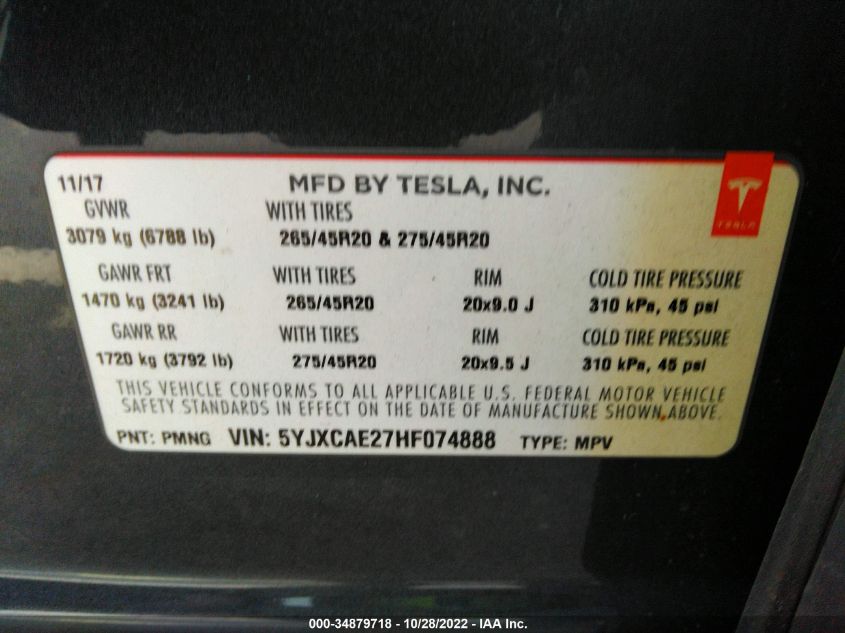 11/17 MFD BY TESLA, INC.
GVWR WITH TIRES
3079 kg (6788 lb) 265/45R20 & 275/45R20
TESLA
GAWR FRT WITH TIRES RIM COLD TIRE PRESSURE
1470 kg (3241 lb) 265/45R20 20x9.0 J 310 kPa, 45 psi
GAWR RR WITH TIRES RIM COLD TIRE PRESSURE
1720 kg (3792 lb) 275/45R20 20x9.5 J 310 kPa, 45 psi
THIS VEHICLE CONFORMS TO ALL APPLICABLE U.S. FEDERAL MOTOR VEHICLE
SAFETY STANDARDS IN EFFECT ON THE DATE OF MANUFACTURE SHOWN ABOVE.
PNT: PMNG VIN: 5YJXCAE27HF074888 TYPE: MPV
000-34879718 - 10/28/2022 - IAA Inc.